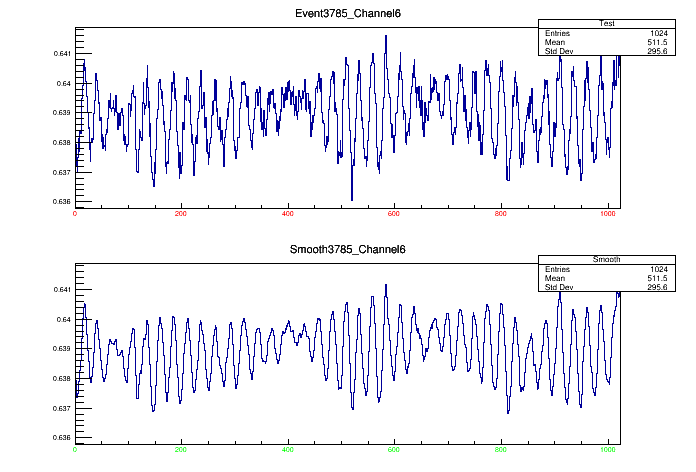 Event3785_Channel6
Test
Entries 1024
Mean 511.5
Std Dev 295.6
0.641
0.64
0.639
0.638
0.637
0.636
0 200 400 600 800 1000
Smooth3785_Channel6
Smooth
Entries 1024
Mean 511.5
Std Dev 295.6
0.641
0.64
0.639
0.638
0.637
0.636
0 200 400 600 800 1000